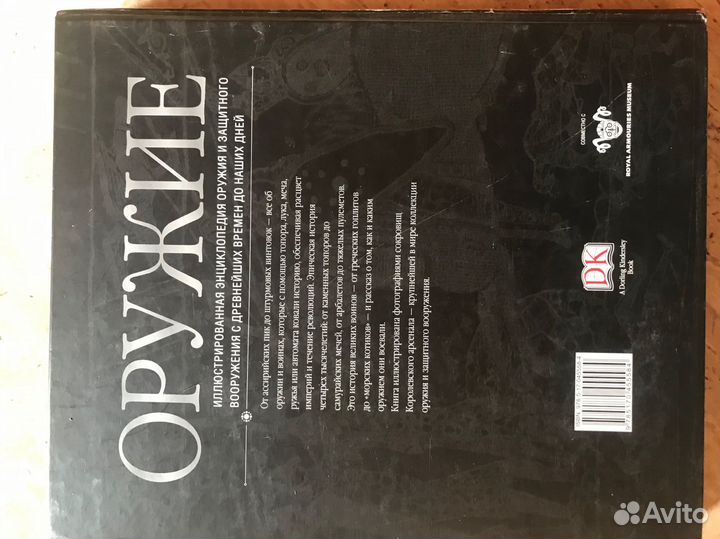 ОРУЖИЕ
ИЛЛЮСТРИРОВАННАЯ ЭНЦИКЛОПЕДИЯ ОРУЖИЯ И ЗАЩИТНОГО
ВООРУЖЕНИЯ С ДРЕВНЕЙШИХ ВРЕМЕН ДО НАШИХ ДНЕЙ
От ассирийских пик до штурмовых винтовок — все об
оружии и воинах, которые с помощью топора, лука, меча,
ружья или автомата ковали историю, обеспечивая расцвет
империй и течение революций. Эпическая история
четырех тысячелетий: от каменных топоров до
самурайских мечей, от арбалетов до тяжелых пулеметов.
Это история великих воинов — от греческих гоплитов
до «морских котиков» — и рассказ о том, как и каким
оружием они воевали.
Книга иллюстрирована фотографиями сокровищ
Королевского арсенала — крупнейшей в мире коллекции
оружия и защитного вооружения.
СОВМЕСТНО С
ROYAL ARMOURIES MUSEUM
DK
A Dorling Kindersley
Book
Avito